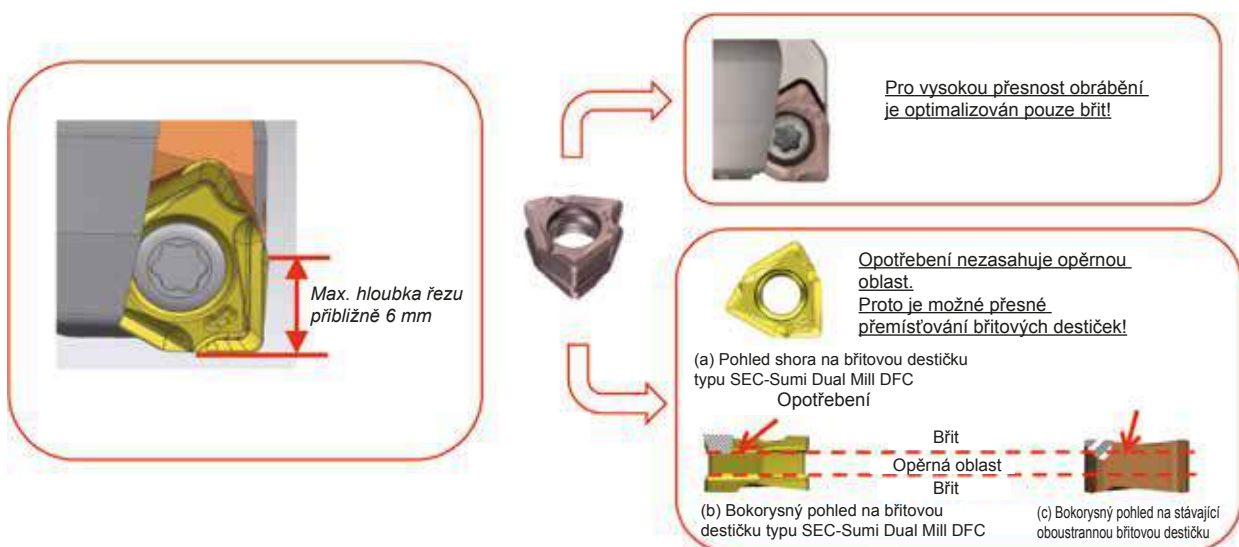 Max. hloubka řezu
přibližně 6 mm
Pro vysokou přesnost obrábění
je optimalizován pouze břit!
Opotřebení nezasahuje opěrnou
oblast.
Proto je možné přesné
přemísťování břitových destiček!
(a) Pohled shora na břitovou destičku
typu SEC-Sumi Dual Mill DFC
Opotřebení
Břit
Opěrná oblast
Břit
(b) Bokorysný pohled na břitovou
destičku typu SEC-Sumi Dual Mill DFC
(c) Bokorysný pohled na stávající
oboustrannou břitovou destičku